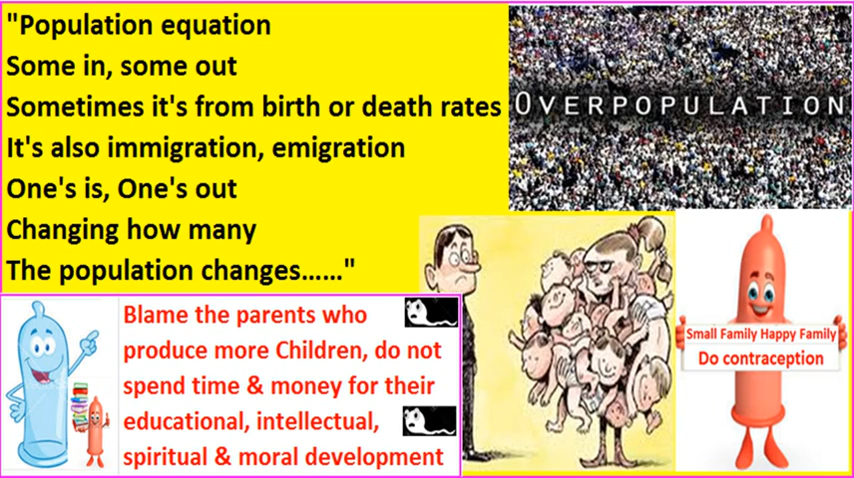 "Population equation
Some in, some out
Sometimes it's from birth or death rates
It's also immigration, emigration
One's is, One's out
Changing how many
The population changes......"
OVERPOPULATION
Blame the parents who
produce more Children, do not
spend time & money for their
educational, intellectual,
spiritual & moral development
Small Family Happy Family
Do contraception